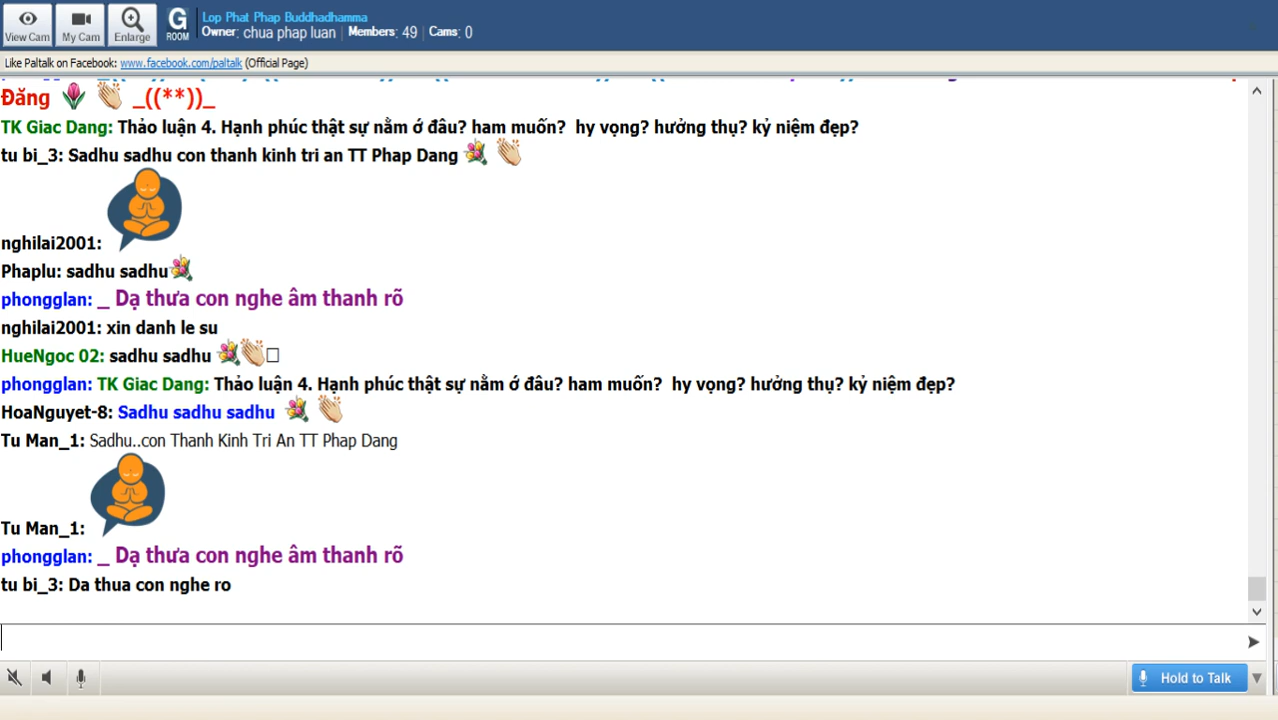 Lop Phat Phap Buddhadhamma
View Cam
My Cam
Enlarge
G ROOM
Owner: chua phap luan | Members: 49 | Cams: 0
Like Paltalk on Facebook: www.facebook.com/paltalk (Official Page)
Đăng _((**))_
TK Giac Dang: Thảo luận 4. Hạnh phúc thật sự nằm ớ đâu? ham muốn? hy vọng? hưởng thụ? kỷ niệm đẹp?
tu bi_3: Sadhu sadhu con thanh kinh tri an TT Phap Dang
nghilai2001:
Phaplu: sadhu sadhu
phongglan: _ Dạ thưa con nghe âm thanh rõ
nghilai2001: xin danh le su
HueNgoc 02: sadhu sadhu
phongglan: TK Giac Dang: Thảo luận 4. Hạnh phúc thật sự nằm ớ đâu? ham muốn? hy vọng? hưởng thụ? kỷ niệm đẹp?
HoaNguyet-8: Sadhu sadhu sadhu
Tu Man_1: Sadhu..con Thanh Kinh Tri An TT Phap Dang
Tu Man_1:
phongglan: _ Dạ thưa con nghe âm thanh rõ
tu bi_3: Da thua con nghe ro
Hold to Talk